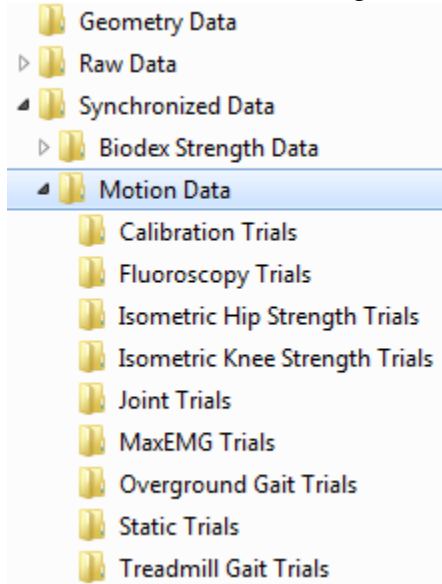 Geometry Data
Raw Data
Synchronized Data
Biodex Strength Data
Motion Data
Calibration Trials
Fluoroscopy Trials
Isometric Hip Strength Trials
Isometric Knee Strength Trials
Joint Trials
MaxEMG Trials
Overground Gait Trials
Static Trials
Treadmill Gait Trials